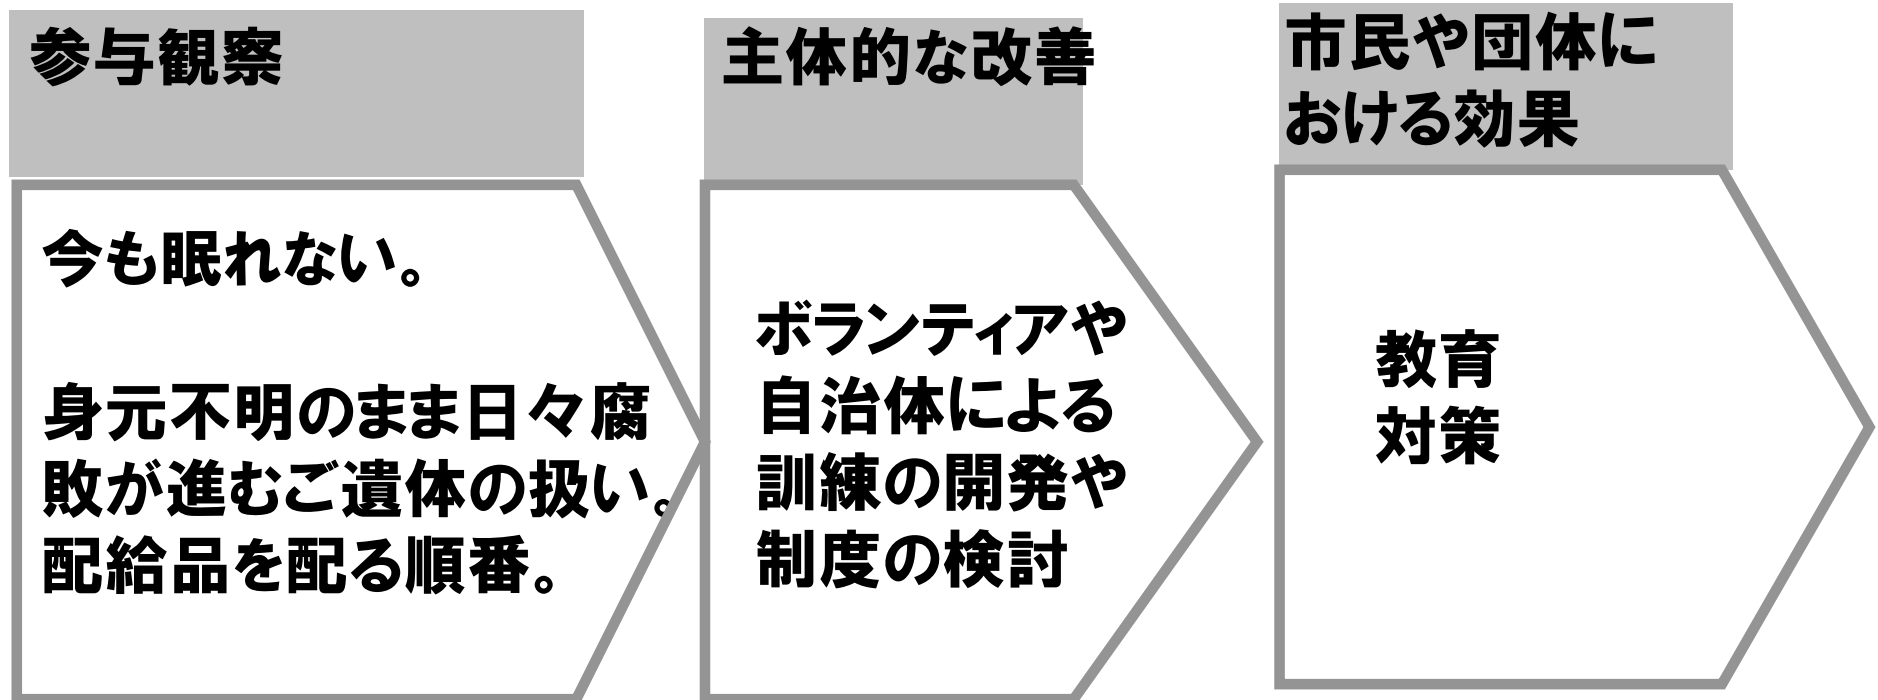 参与観察
今も眠れない。
身元不明のまま日々腐
敗が進むご遺体の扱い。
配給品を配る順番。
主体的な改善
ボランティアや
自治体による
訓練の開発や
制度の検討
市民や団体に
おける効果
教育
対策